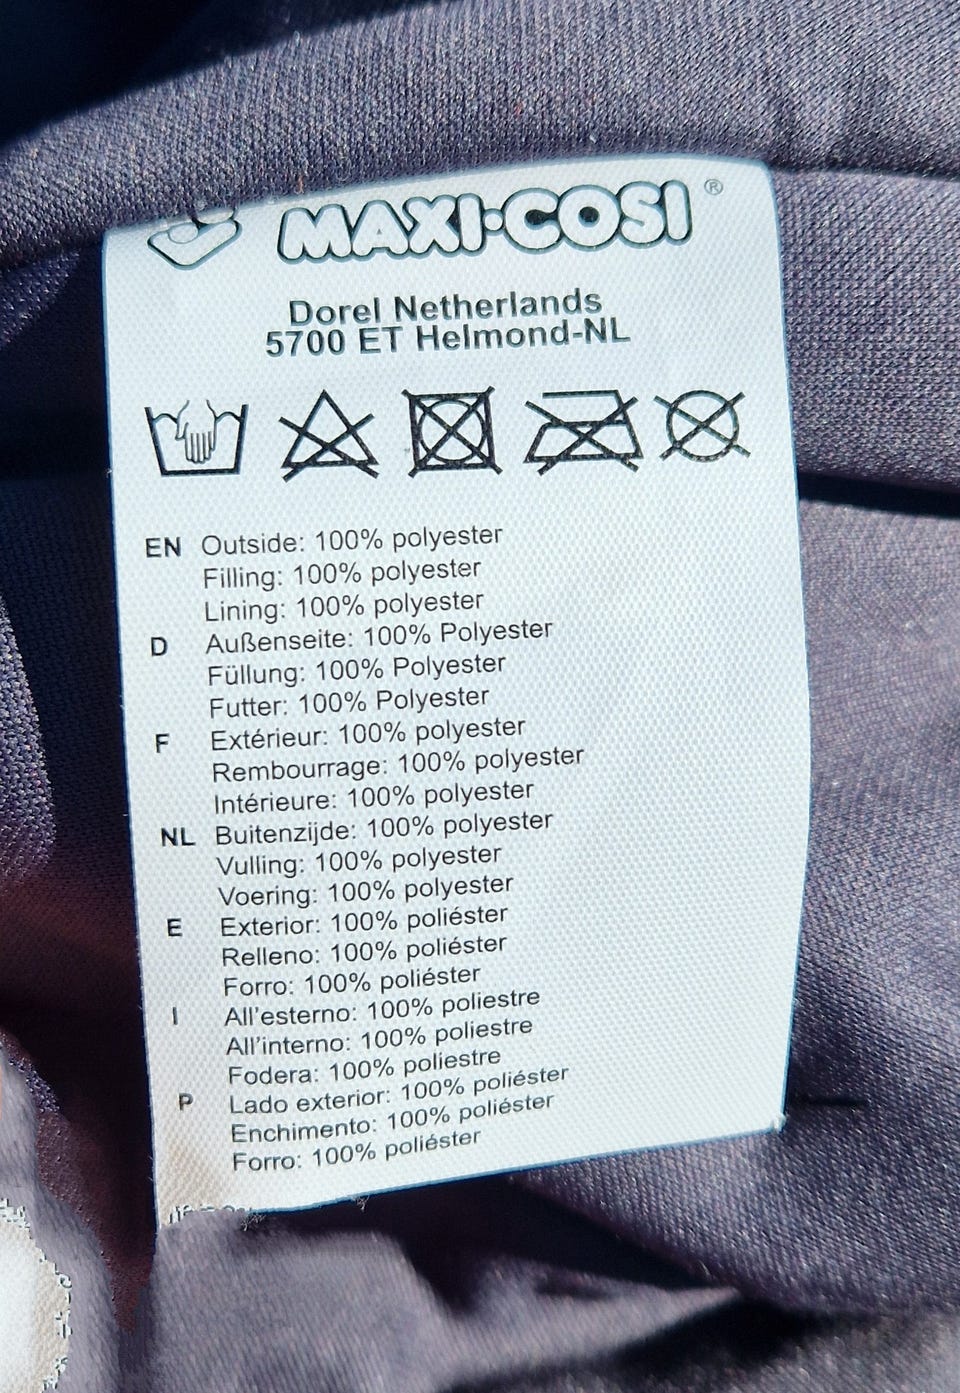 MAXI·COSI®
Dorel Netherlands
5700 ET Helmond-NL
EN Outside: 100% polyester
Filling: 100% polyester
Lining: 100% polyester
D Außenseite: 100% Polyester
Füllung: 100% Polyester
Futter: 100% Polyester
F Extérieur: 100% polyester
Rembourrage: 100% polyester
Intérieure: 100% polyester
NL Buitenzijde: 100% polyester
Vulling: 100% polyester
Voering: 100% polyester
E Exterior: 100% poliéster
Relleno: 100% poliéster
Forro: 100% poliéster
I All'esterno: 100% poliestre
All'interno: 100% poliestre
Fodera: 100% poliestre
P Lado exterior: 100% poliéster
Enchimento: 100% poliéster
Forro: 100% poliéster